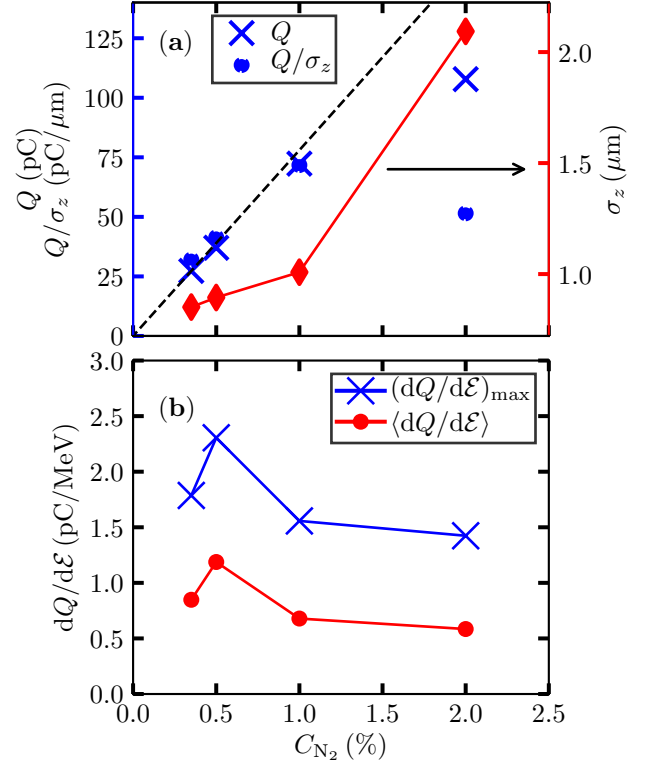 (a)
Q
Q/σ_z
125
100
75
50
25
0
Q (pC)
Q/σ_z (pC/μm)
2.0
1.5
1.0
σ_z (μm)
(b)
(dQ/dℰ)_max
⟨dQ/dℰ⟩
3.0
2.5
2.0
1.5
1.0
0.5
0.0
dQ/dℰ (pC/MeV)
0.0 0.5 1.0 1.5 2.0 2.5
C_N₂ (%)